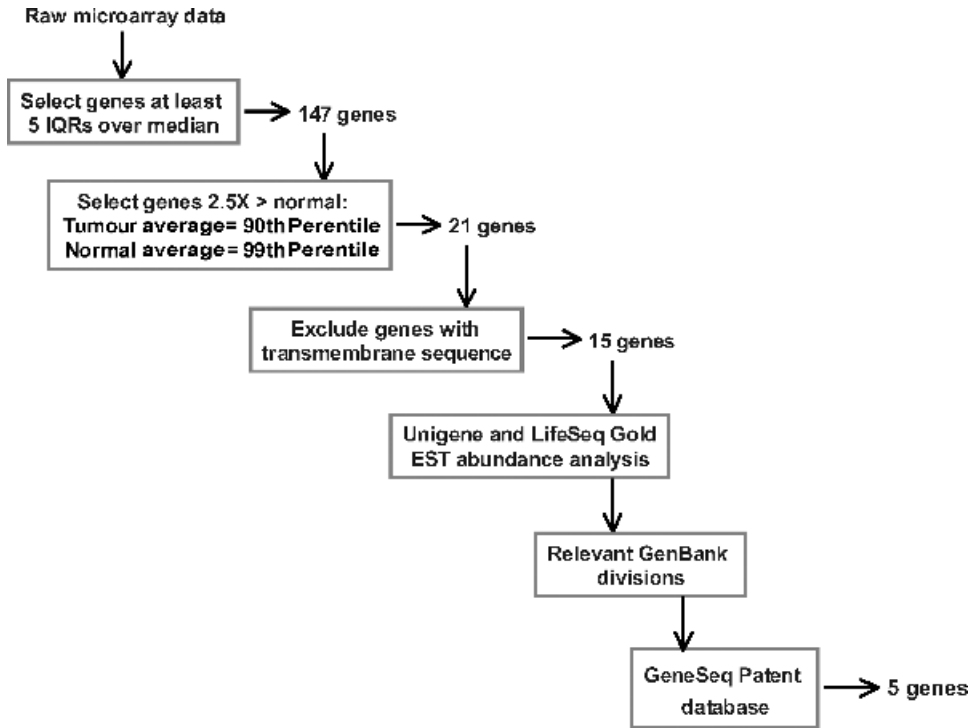 Raw microarray data
Select genes at least
5 IQRs over median
147 genes
Select genes 2.5X > normal:
Tumour average= 90th Perentile
Normal average= 99th Perentile
21 genes
Exclude genes with
transmembrane sequence
15 genes
Unigene and LifeSeq Gold
EST abundance analysis
Relevant GenBank
divisions
GeneSeq Patent
database
5 genes